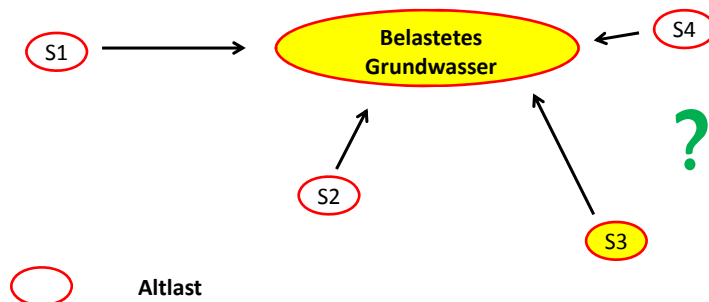 S1
Belastetes
Grundwasser
S4
?
S2
S3
Altlast